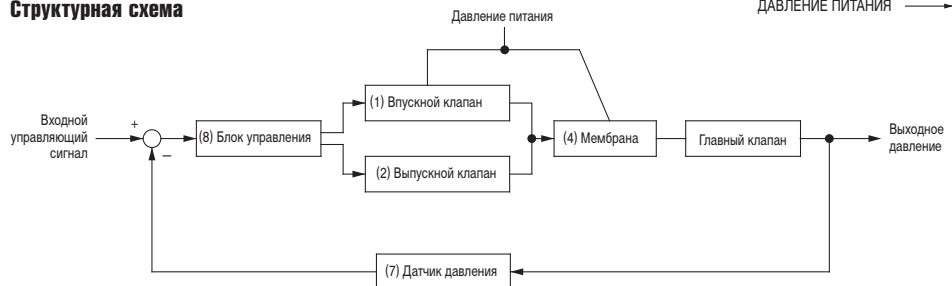 Структурная схема
ДАВЛЕНИЕ ПИТАНИЯ
Давление питания
(1) Впускной клапан
Входной
управляющий
сигнал
+
–
(8) Блок управления
(4) Мембрана
Главный клапан
Выходное
давление
(2) Выпускной клапан
(7) Датчик давления